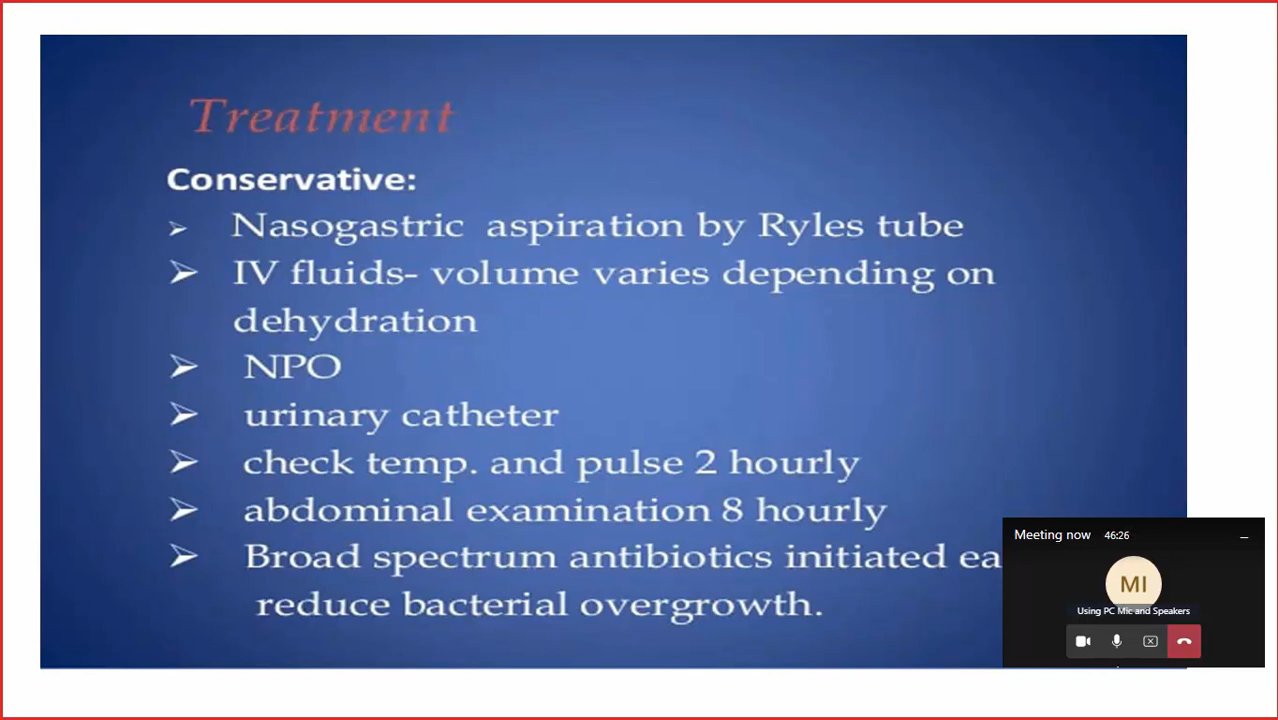 Treatment
Conservative:
➢ Nasogastric aspiration by Ryles tube
➢ IV fluids- volume varies depending on
dehydration
➢ NPO
➢ urinary catheter
➢ check temp. and pulse 2 hourly
➢ abdominal examination 8 hourly
➢ Broad spectrum antibiotics initiated
reduce bacterial overgrowth.
Meeting now 46:26
MI
Using PC Mic and Speakers